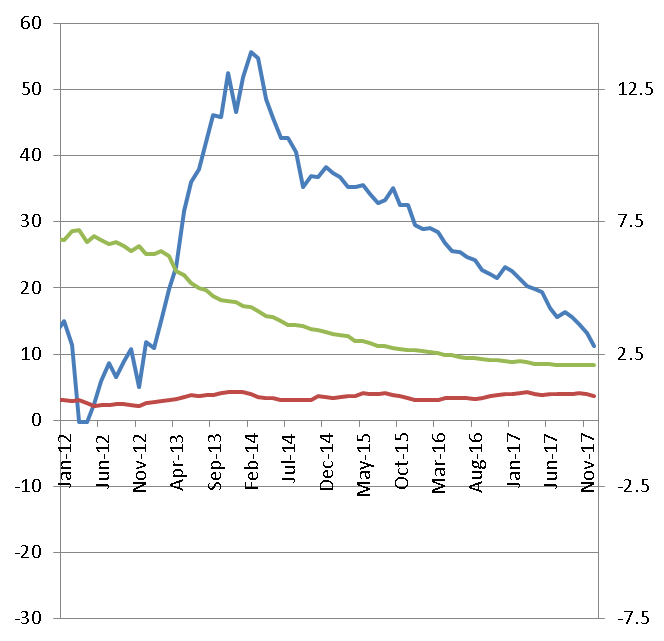 60
50
12.5
40
30
7.5
20
10
2.5
0
Jan-12
Jun-12
Nov-12
Apr-13
Sep-13
Feb-14
Jul-14
Dec-14
May-15
Oct-15
Mar-16
Aug-16
Jan-17
Jun-17
Nov-17
-10
-2.5
-20
-30
-7.5